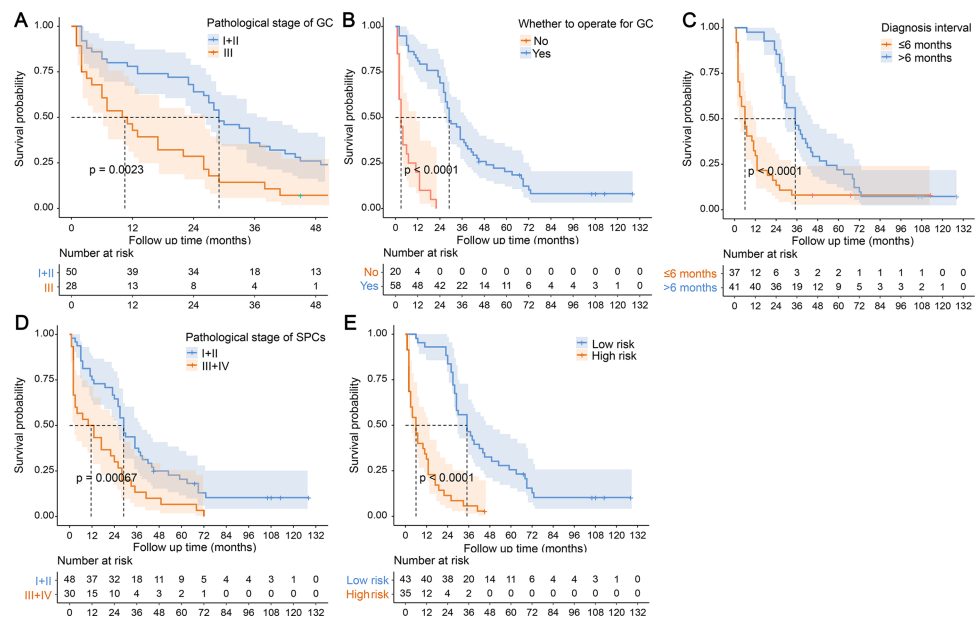 A
Pathological stage of GC
I+II
III
Survival probability
1.00
0.75
0.50
0.25
0.00
p = 0.0023
0 12 24 36 48
Follow up time (months)
Number at risk
I+II 50 39 34 18 13
III 28 13 8 4 1
0 12 24 36 48
B
Whether to operate for GC
No
Yes
Survival probability
1.00
0.75
0.50
0.25
0.00
p < 0.0001
0 12 24 36 48 60 72 84 96 108 120 132
Follow up time (months)
Number at risk
No 20 4 0 0 0 0 0 0 0 0 0 0
Yes 58 48 42 22 14 11 6 4 4 3 1 0
0 12 24 36 48 60 72 84 96 108 120 132
C
Diagnosis interval
≤6 months
>6 months
Survival probability
1.00
0.75
0.50
0.25
0.00
p < 0.0001
0 12 24 36 48 60 72 84 96 108 120 132
Follow up time (months)
Number at risk
≤6 months 37 12 6 3 2 2 1 1 1 1 0 0
>6 months 41 40 36 19 12 9 5 3 3 2 1 0
0 12 24 36 48 60 72 84 96 108 120 132
D
Pathological stage of SPCs
I+II
III+IV
Survival probability
1.00
0.75
0.50
0.25
0.00
p = 0.00067
0 12 24 36 48 60 72 84 96 108 120 132
Follow up time (months)
Number at risk
I+II 48 37 32 18 11 9 5 4 4 3 1 0
III+IV 30 15 10 4 3 2 1 0 0 0 0 0
0 12 24 36 48 60 72 84 96 108 120 132
E
Low risk
High risk
Survival probability
1.00
0.75
0.50
0.25
0.00
p < 0.0001
0 12 24 36 48 60 72 84 96 108 120 132
Follow up time (months)
Number at risk
Low risk 43 40 38 20 14 11 6 4 4 3 1 0
High risk 35 12 4 2 0 0 0 0 0 0 0 0
0 12 24 36 48 60 72 84 96 108 120 132